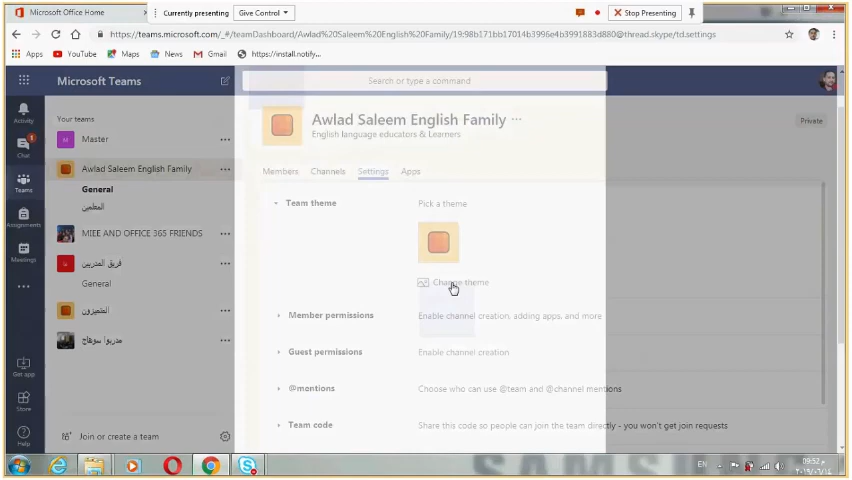 Microsoft Office Home
Currently presenting
Give Control
Stop Presenting
https://teams.microsoft.com/_#/teamDashboard/Awlad%20Saleem%20English%20Family/19:98b171bb17014b3996e6971883d880@thread.skype/td.settings
Apps
YouTube
Maps
News
Gmail
https://install.notify...
Microsoft Teams
Search or type a command
Activity
Chat
1
Teams
Assignments
Meetings
Get app
Store
Help
Your teams
M
Master
Awlad Saleem English Family
General
المعلمين
MIEE AND OFFICE 365 FRIENDS
فريق المدربين
General
المتميزون
مدربوا سوهاج
Join or create a team
Awlad Saleem English Family
English language educators & Learners
Private
Members
Channels
Settings
Apps
Team theme
Pick a theme
Change theme
Member permissions
Enable channel creation, adding apps, and more
Guest permissions
Enable channel creation
@mentions
Choose who can use @team and @channel mentions
Team code
Share this code so people can join the team directly - you won't get join requests
EN
م 09:52